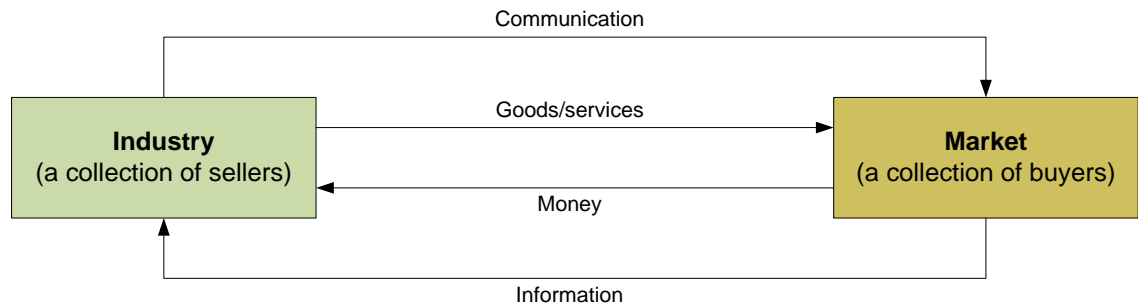 Communication
Goods/services
Industry
(a collection of sellers)
Market
(a collection of buyers)
Money
Information